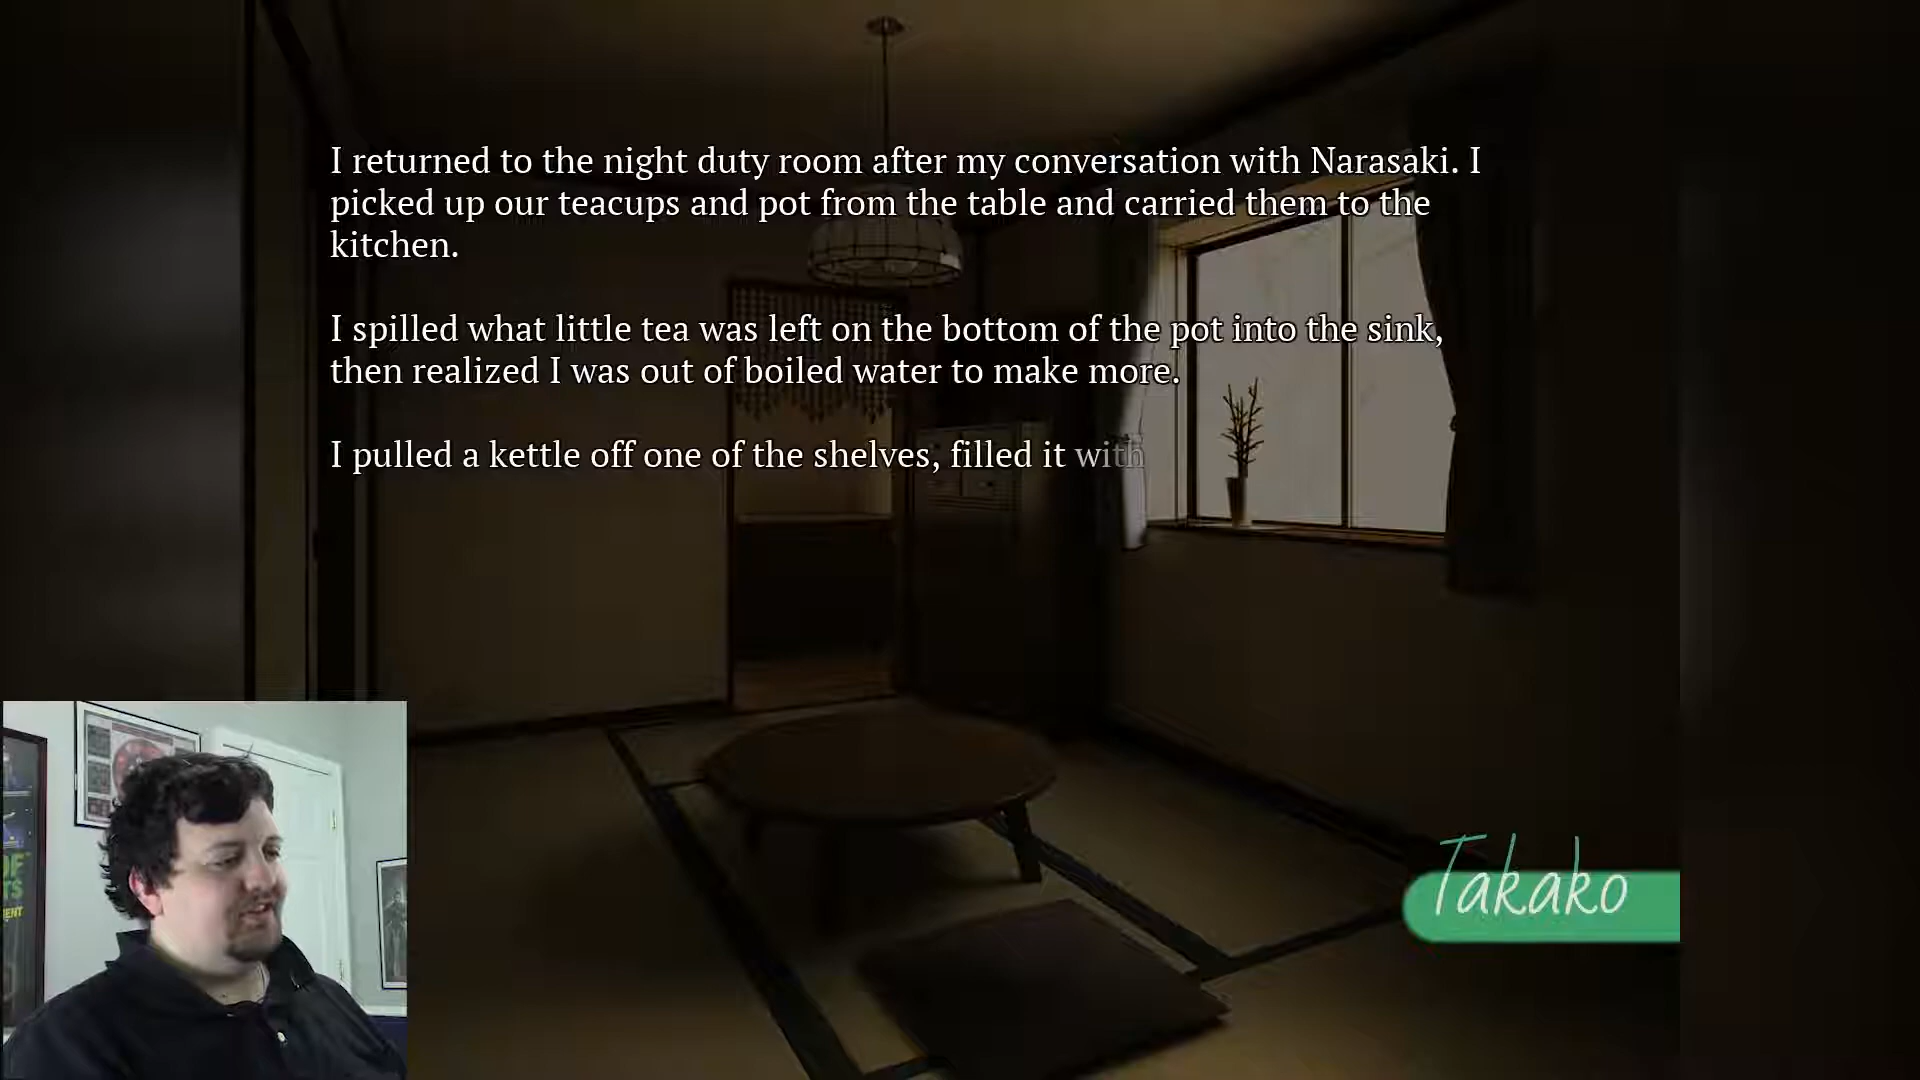 I returned to the night duty room after my conversation with Narasaki. I
picked up our teacups and pot from the table and carried them to the
kitchen.
I spilled what little tea was left on the bottom of the pot into the sink,
then realized I was out of boiled water to make more.
I pulled a kettle off one of the shelves, filled it with
Takako